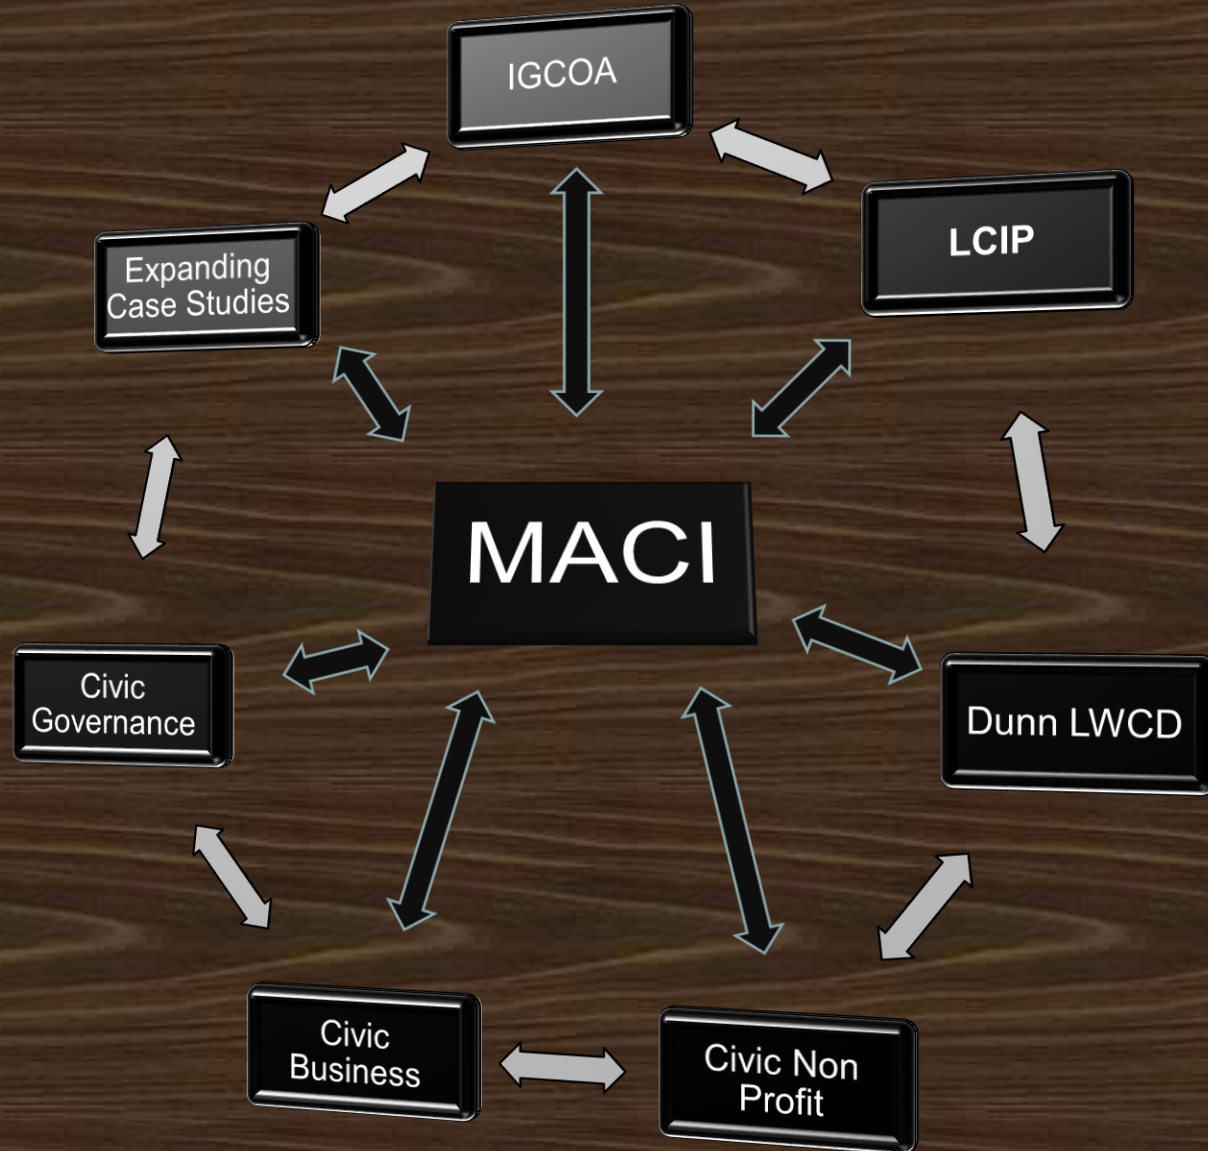 IGCOA
LCIP
Expanding
Case Studies
MACI
Civic
Governance
Dunn LWCD
Civic
Business
Civic Non
Profit